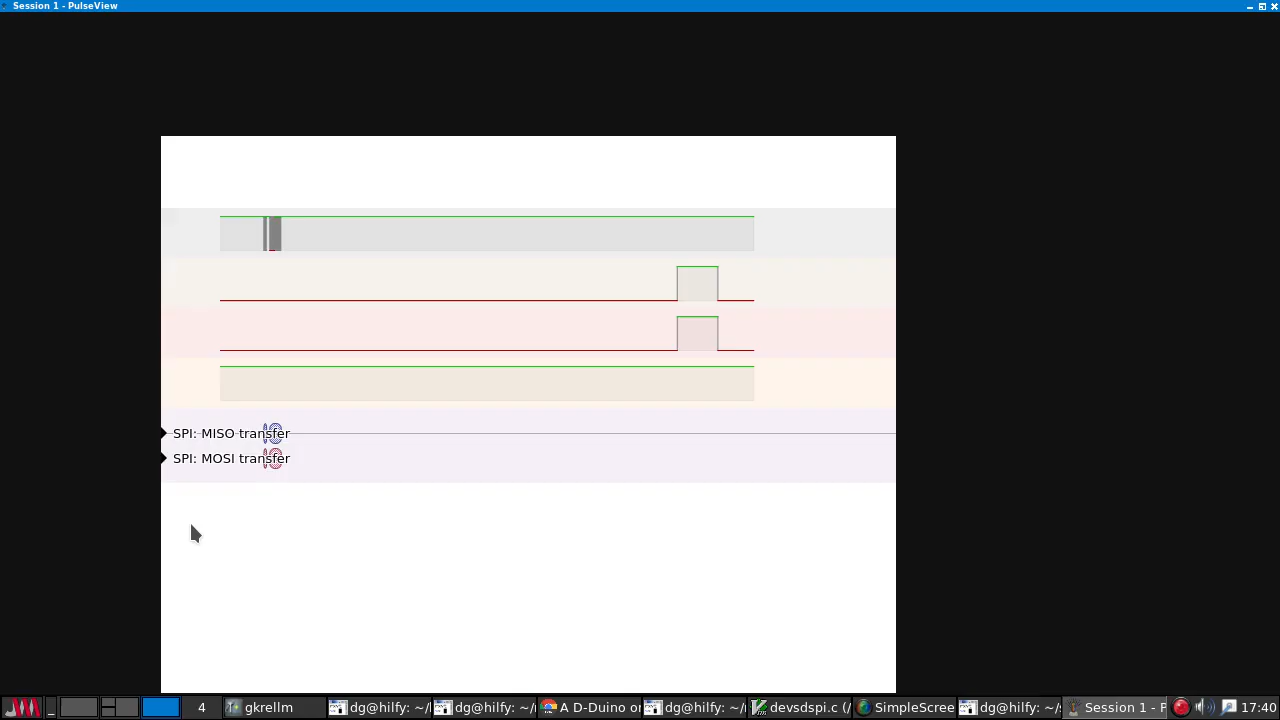 Session 1 - PulseView
SPI: MISO transfer
SPI: MOSI transfer
4
gkrellm
dg@hilfy: ~/
dg@hilfy: ~/
A D-Duino or
dg@hilfy: ~/
devsdspi.c (/
SimpleScree
dg@hilfy: ~/
Session 1 - P
17:40